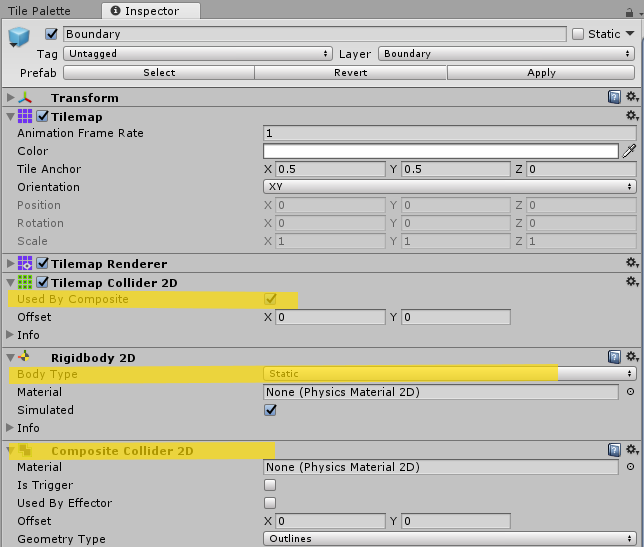 Tile Palette Inspector
Boundary Static
Tag Untagged Layer Boundary
Prefab Select Revert Apply
Transform
Tilemap
Animation Frame Rate 1
Color
Tile Anchor X 0.5 Y 0.5 Z 0
Orientation XY
Position X 0 Y 0 Z 0
Rotation X 0 Y 0 Z 0
Scale X 1 Y 1 Z 1
Tilemap Renderer
Tilemap Collider 2D
Used By Composite
Offset X 0 Y 0
Info
Rigidbody 2D
Body Type Static
Material None (Physics Material 2D)
Simulated
Info
Composite Collider 2D
Material None (Physics Material 2D)
Is Trigger
Used By Effector
Offset X 0 Y 0
Geometry Type Outlines